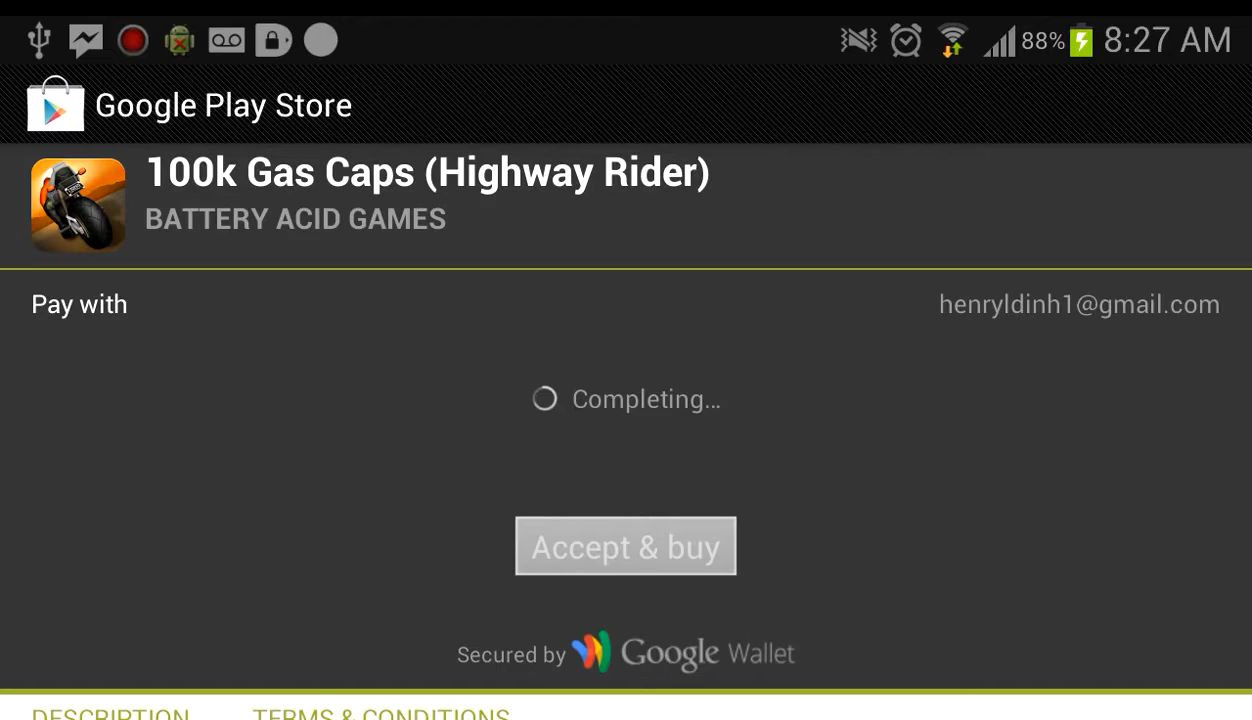 88% 8:27 AM
Google Play Store
100k Gas Caps (Highway Rider)
BATTERY ACID GAMES
Pay with henryldinh1@gmail.com
Completing...
Accept & buy
Secured by Google Wallet
DESCRIPTION TERMS & CONDITIONS